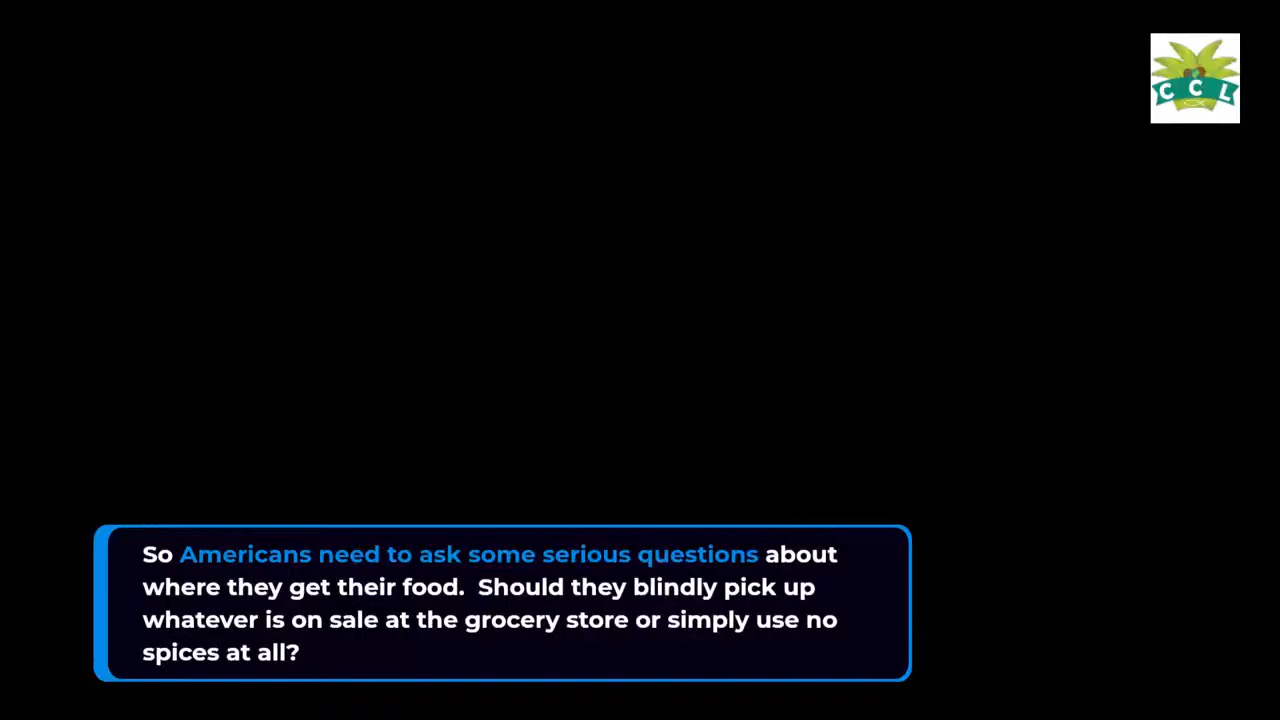 C C L
So Americans need to ask some serious questions about
where they get their food.  Should they blindly pick up
whatever is on sale at the grocery store or simply use no
spices at all?